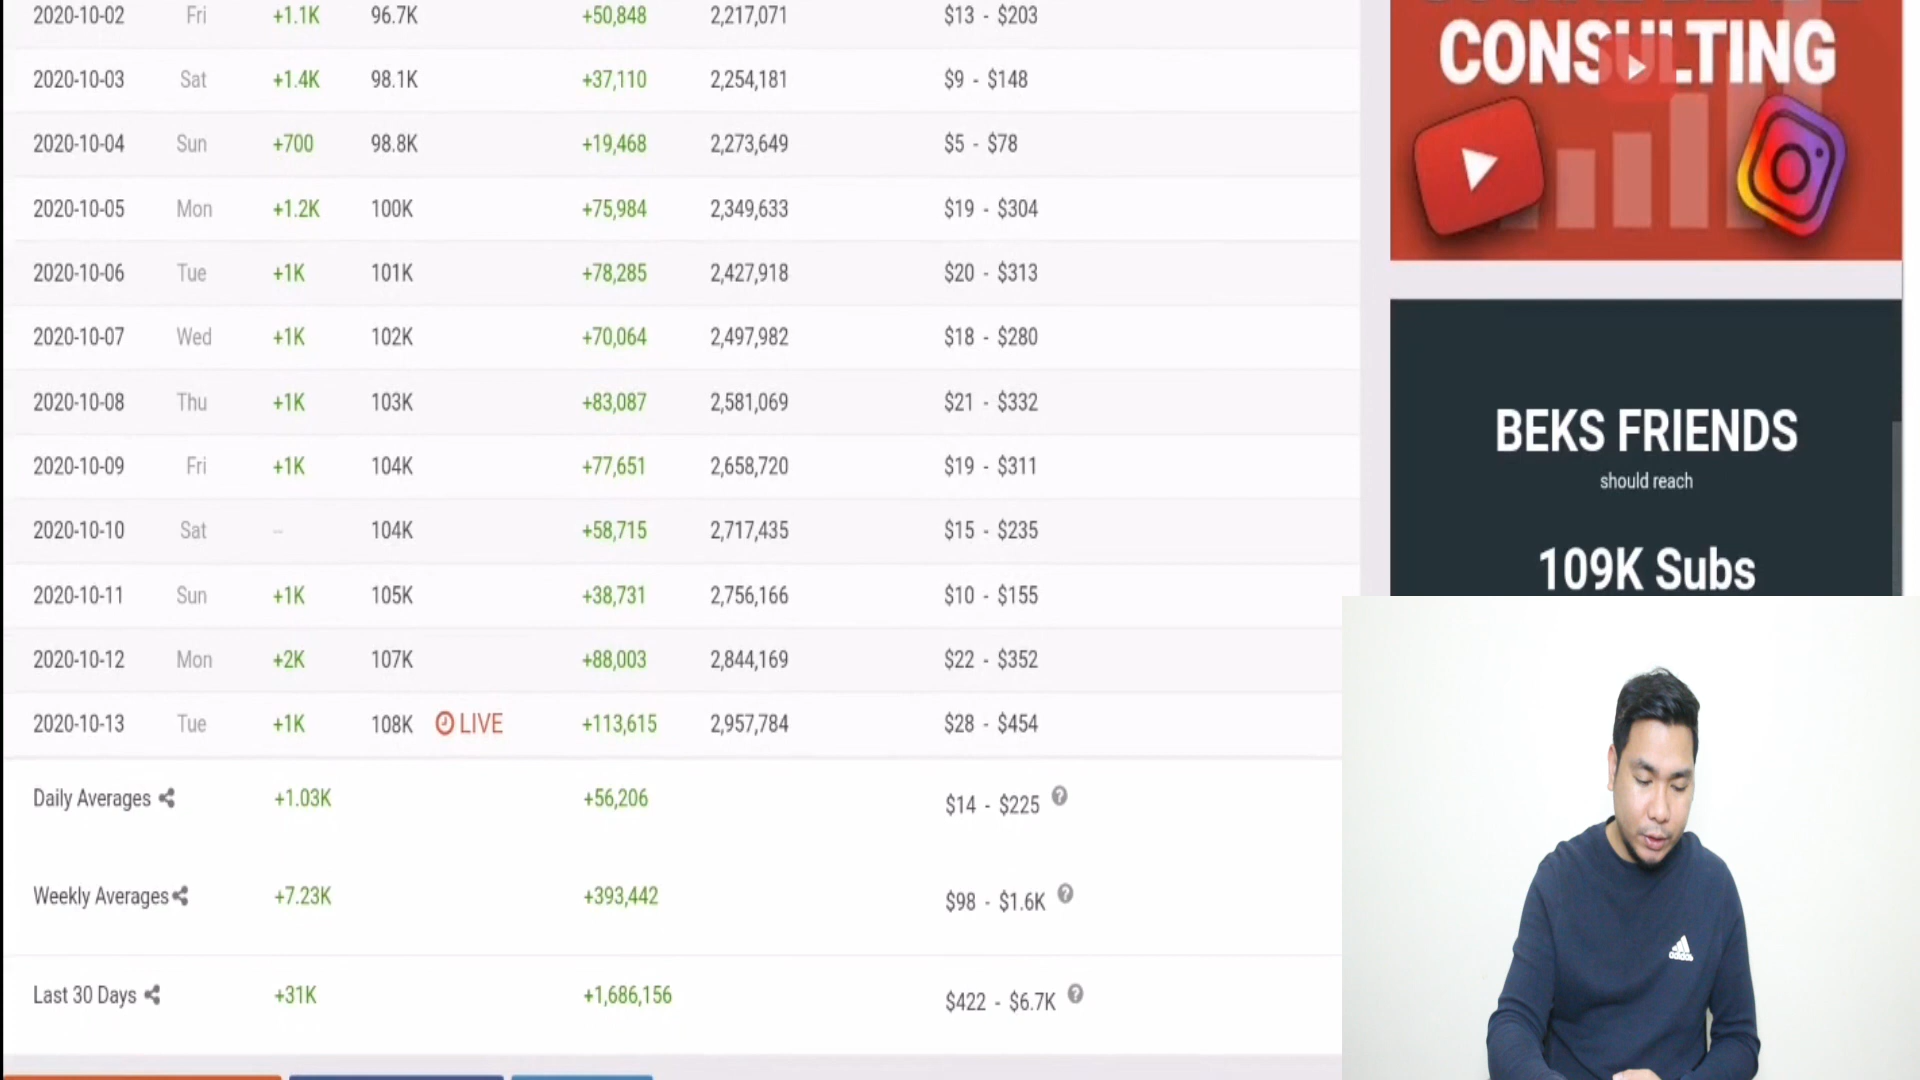 2020-10-02 Fri +1.1K 96.7K +50,848 2,217,071 $13 - $203
2020-10-03 Sat +1.4K 98.1K +37,110 2,254,181 $9 - $148
2020-10-04 Sun +700 98.8K +19,468 2,273,649 $5 - $78
2020-10-05 Mon +1.2K 100K +75,984 2,349,633 $19 - $304
2020-10-06 Tue +1K 101K +78,285 2,427,918 $20 - $313
2020-10-07 Wed +1K 102K +70,064 2,497,982 $18 - $280
2020-10-08 Thu +1K 103K +83,087 2,581,069 $21 - $332
2020-10-09 Fri +1K 104K +77,651 2,658,720 $19 - $311
2020-10-10 Sat -- 104K +58,715 2,717,435 $15 - $235
2020-10-11 Sun +1K 105K +38,731 2,756,166 $10 - $155
2020-10-12 Mon +2K 107K +88,003 2,844,169 $22 - $352
2020-10-13 Tue +1K 108K LIVE +113,615 2,957,784 $28 - $454
Daily Averages +1.03K +56,206 $14 - $225 ?
Weekly Averages +7.23K +393,442 $98 - $1.6K ?
Last 30 Days +31K +1,686,156 $422 - $6.7K ?
CONSULTING
BEKS FRIENDS
should reach
109K Subs
adidas